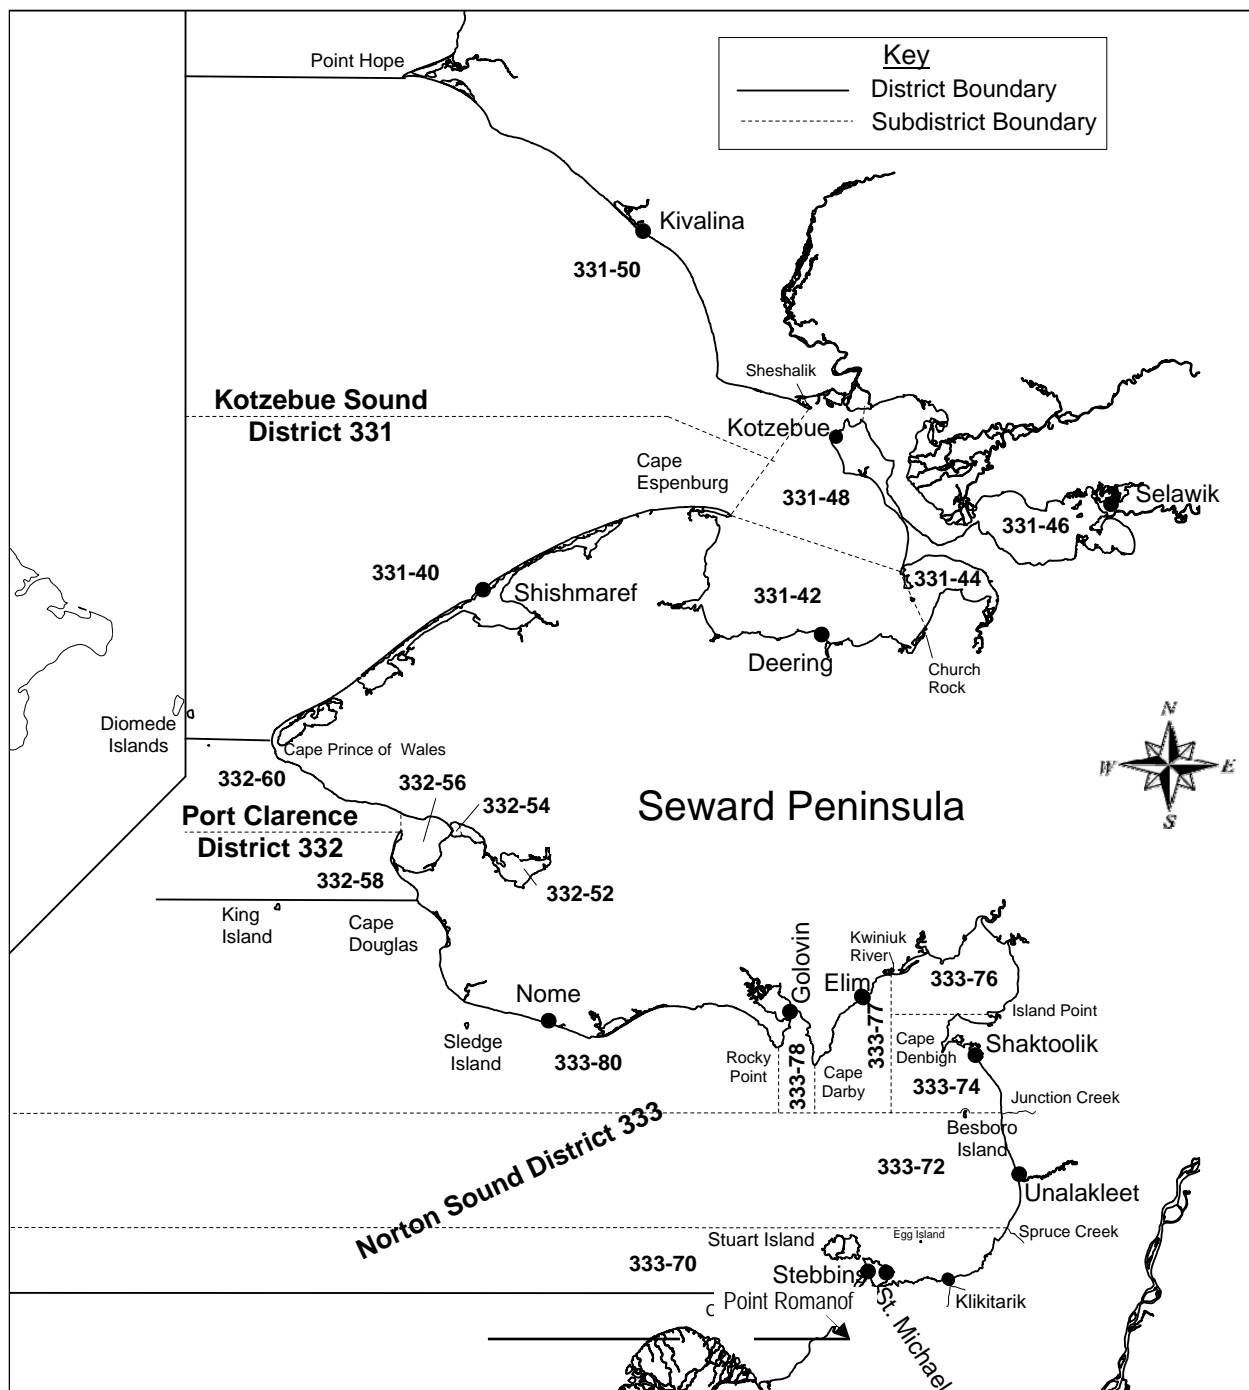 Point Hope
Key
District Boundary
Subdistrict Boundary
Kivalina
331-50
Sheshalik
Kotzebue Sound
District 331
Kotzebue
Cape
Espenburg
331-48
Selawik
331-46
331-40
Shishmaref
331-44
331-42
Deering
Church
Rock
Diomede
Islands
Cape Prince of Wales
N
W
E
S
332-60
332-56
332-54
Seward Peninsula
Port Clarence
District 332
332-58
332-52
King
Island
Cape
Douglas
Kwiniuk
River
Golovin
Elim
333-76
Nome
333-77
Island Point
Sledge
Island
333-80
Rocky
Point
333-78
Cape
Darby
Cape
Denbigh
Shaktoolik
333-74
Junction Creek
Besboro
Island
Norton Sound District 333
333-72
Unalakleet
Stuart Island
Egg Island
Spruce Creek
333-70
Stebbins
Klikitarik
Point Romanof
St. Michael